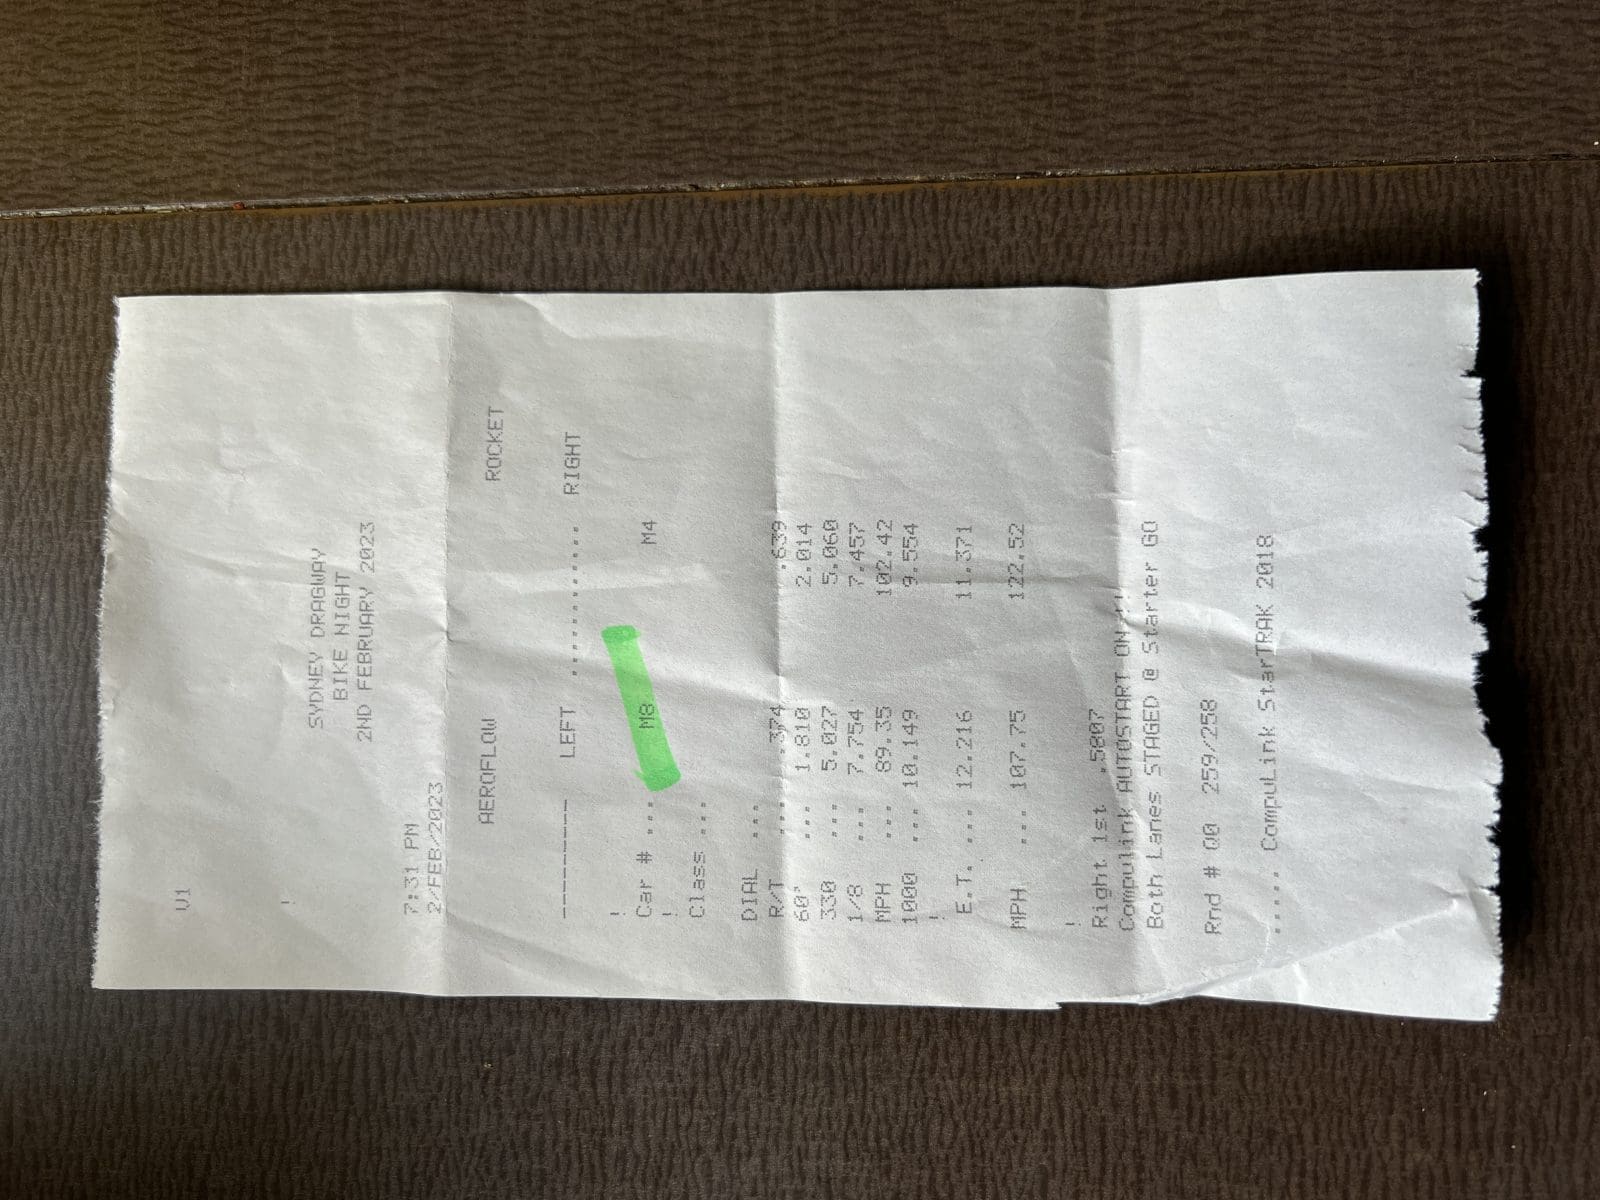 V1
!
SYDNEY DRAGWAY
BIKE NIGHT
2ND FEBRUARY 2023
7:31 PM
2/FEB/2023
AEROFLOW ROCKET
--------- LEFT ............ RIGHT
!
Car # ... M8 M4
!
Class ...
DIAL ...
R/T ... .374 .639
60' ... 1.810 2.014
330 ... 5.027 5.060
1/8 ... 7.754 7.457
MPH ... 89.35 102.42
1000 ... 10.149 9.554
!
E.T. ... 12.216 11.371
MPH ... 107.75 122.52
!
Right 1st .5807
Compulink AUTOSTART ON !!
Both Lanes STAGED @ Starter GO
Rnd # Q0 259/258
..... CompuLink StarTRAK 2018